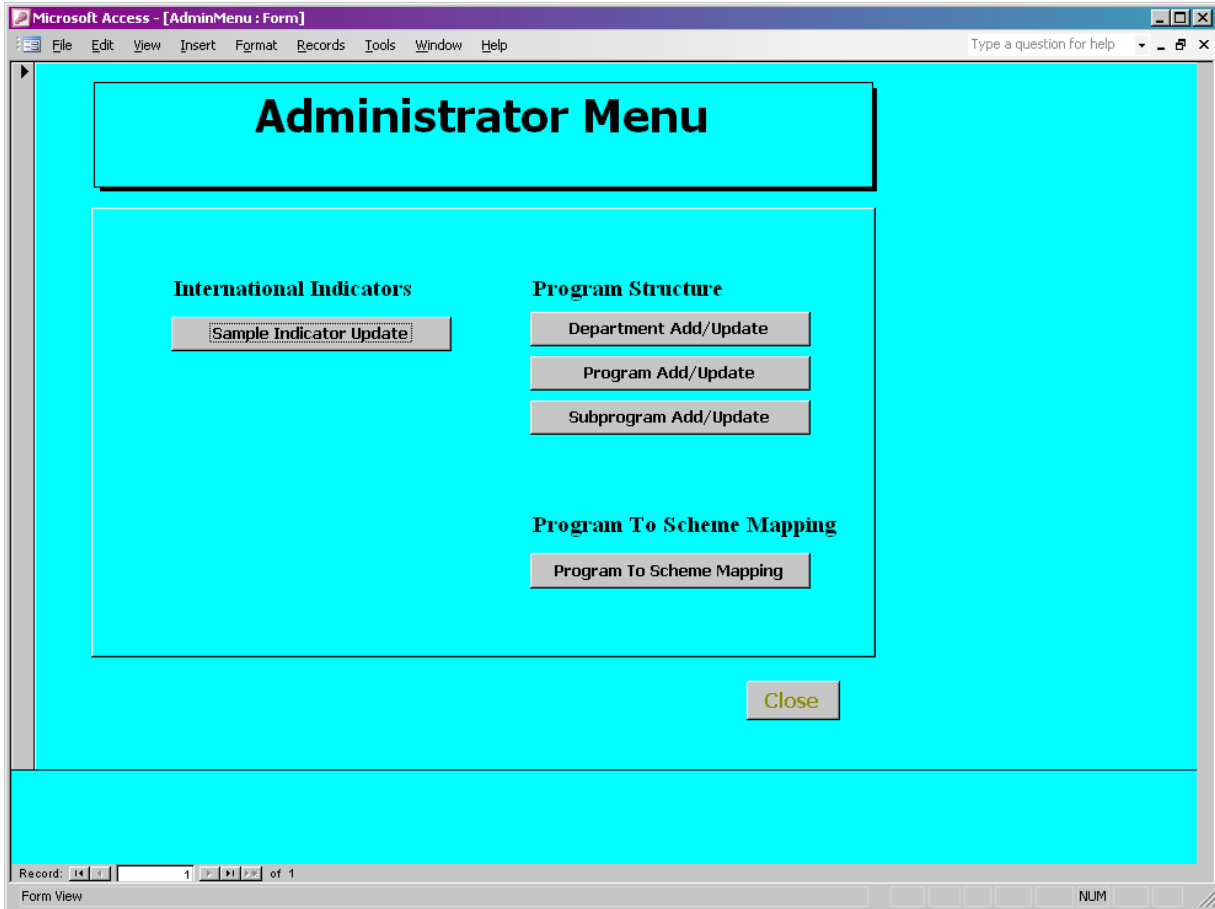 Microsoft Access - [AdminMenu : Form]
File Edit View Insert Format Records Tools Window Help Type a question for help
Administrator Menu
International Indicators
Sample Indicator Update
Program Structure
Department Add/Update
Program Add/Update
Subprogram Add/Update
Program To Scheme Mapping
Program To Scheme Mapping
Close
Record: 1 of 1
Form View NUM